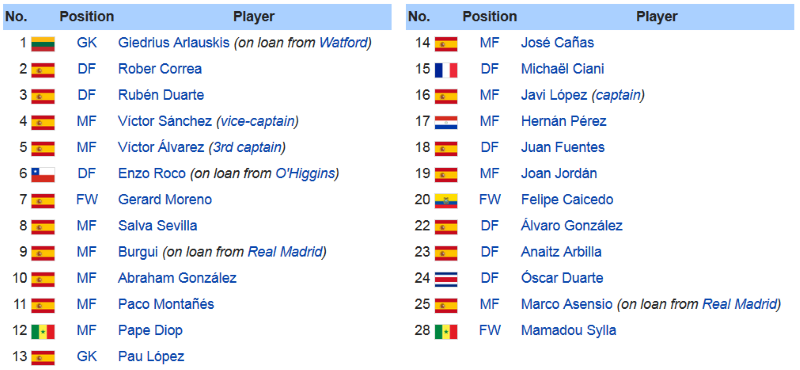 No. Position Player
1 GK Giedrius Arlauskis (on loan from Watford)
2 DF Rober Correa
3 DF Rubén Duarte
4 MF Víctor Sánchez (vice-captain)
5 MF Víctor Álvarez (3rd captain)
6 DF Enzo Roco (on loan from O'Higgins)
7 FW Gerard Moreno
8 MF Salva Sevilla
9 MF Burgui (on loan from Real Madrid)
10 MF Abraham González
11 MF Paco Montañés
12 MF Pape Diop
13 GK Pau López
No. Position Player
14 MF José Cañas
15 DF Michaël Ciani
16 MF Javi López (captain)
17 MF Hernán Pérez
18 DF Juan Fuentes
19 MF Joan Jordán
20 FW Felipe Caicedo
22 DF Álvaro González
23 DF Anaitz Arbilla
24 DF Óscar Duarte
25 MF Marco Asensio (on loan from Real Madrid)
28 FW Mamadou Sylla